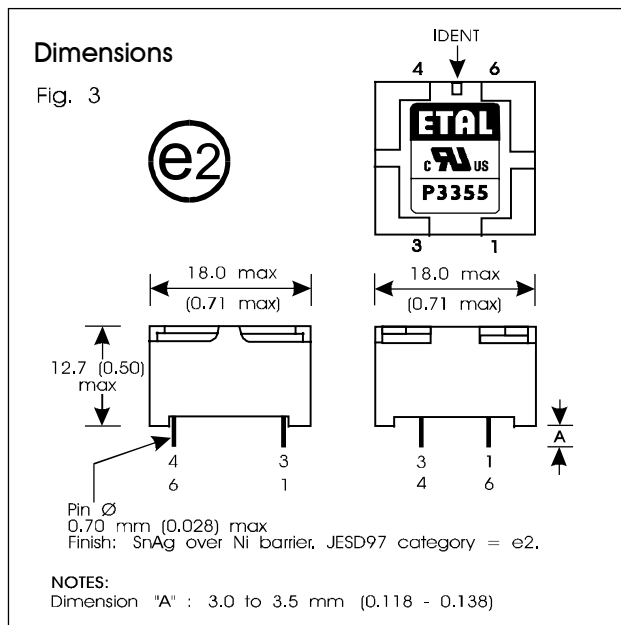 Dimensions
Fig. 3
e2
IDENT
4 6
ETAL
C RU US
P3355
3 1
18.0 max
(0.71 max)
18.0 max
(0.71 max)
12.7 (0.50)
max
A
4 3
6 1
3 1
4 6
Pin Ø
0.70 mm (0.028) max
Finish: SnAg over Ni barrier. JESD97 category = e2.
NOTES:
Dimension "A" : 3.0 to 3.5 mm (0.118 - 0.138)